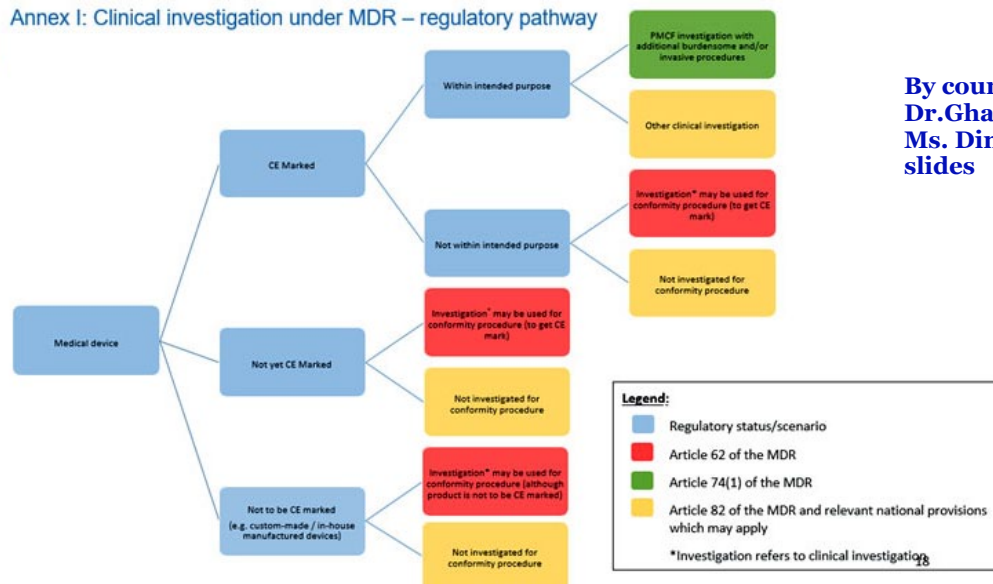 Annex I: Clinical investigation under MDR – regulatory pathway
PMCF investigation with
additional burdensome and/or
invasive procedures
Within intended purpose
Other clinical investigation
CE Marked
Investigation* may be used for
conformity procedure (to get CE
mark)
Not within intended purpose
Not investigated for
conformity procedure
Medical device
Investigation* may be used for
conformity procedure (to get CE
mark)
Not yet CE Marked
Not investigated for
conformity procedure
Investigation* may be used for
conformity procedure (although
product is not to be CE marked)
Not to be CE marked
(e.g. custom-made / in-house
manufactured devices)
Not investigated for
conformity procedure
By
slides
Legend:
Regulatory status/scenario
Article 62 of the MDR
Article 74(1) of the MDR
Article 82 of the MDR and relevant national provisions
which may apply
*Investigation refers to clinical investigation
18